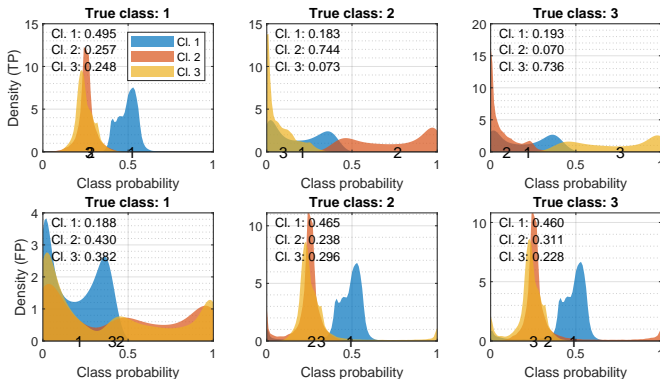 True class: 1
True class: 2
True class: 3
Density (TP)
15
10
5
0
Cl. 1: 0.495
Cl. 2: 0.257
Cl. 3: 0.248
Cl. 1
Cl. 2
Cl. 3
3 2 1
0 0.5 1
Class probability
15
10
5
0
Cl. 1: 0.183
Cl. 2: 0.744
Cl. 3: 0.073
3 1 2
0 0.5 1
Class probability
20
15
10
5
0
Cl. 1: 0.193
Cl. 2: 0.070
Cl. 3: 0.736
2 1 3
0 0.5 1
Class probability
True class: 1
True class: 2
True class: 3
Density (FP)
4
3
2
1
0
Cl. 1: 0.188
Cl. 2: 0.430
Cl. 3: 0.382
1 3 2
0 0.5 1
Class probability
10
5
0
Cl. 1: 0.465
Cl. 2: 0.238
Cl. 3: 0.296
2 3 1
0 0.5 1
Class probability
10
5
0
Cl. 1: 0.460
Cl. 2: 0.311
Cl. 3: 0.228
3 2 1
0 0.5 1
Class probability